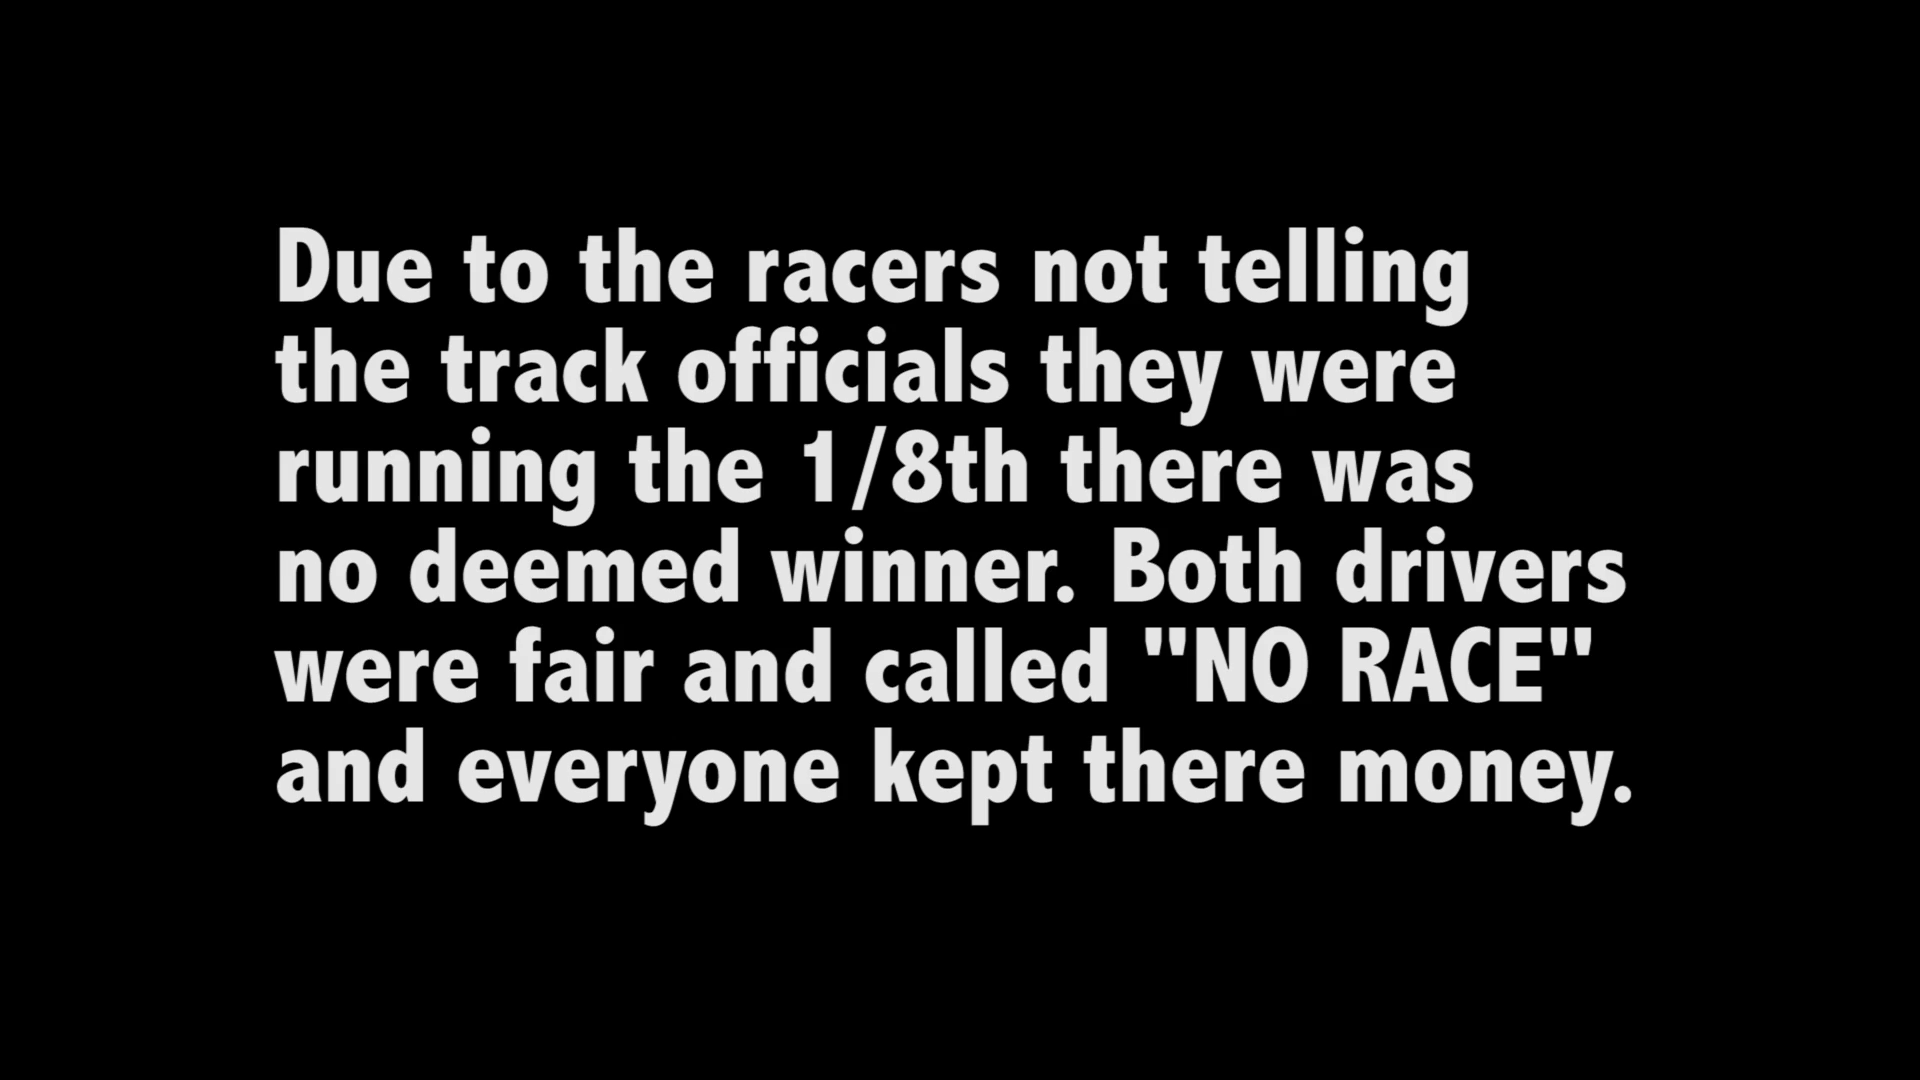 Due to the racers not telling
the track officials they were
running the 1/8th there was
no deemed winner. Both drivers
were fair and called "NO RACE"
and everyone kept there money.